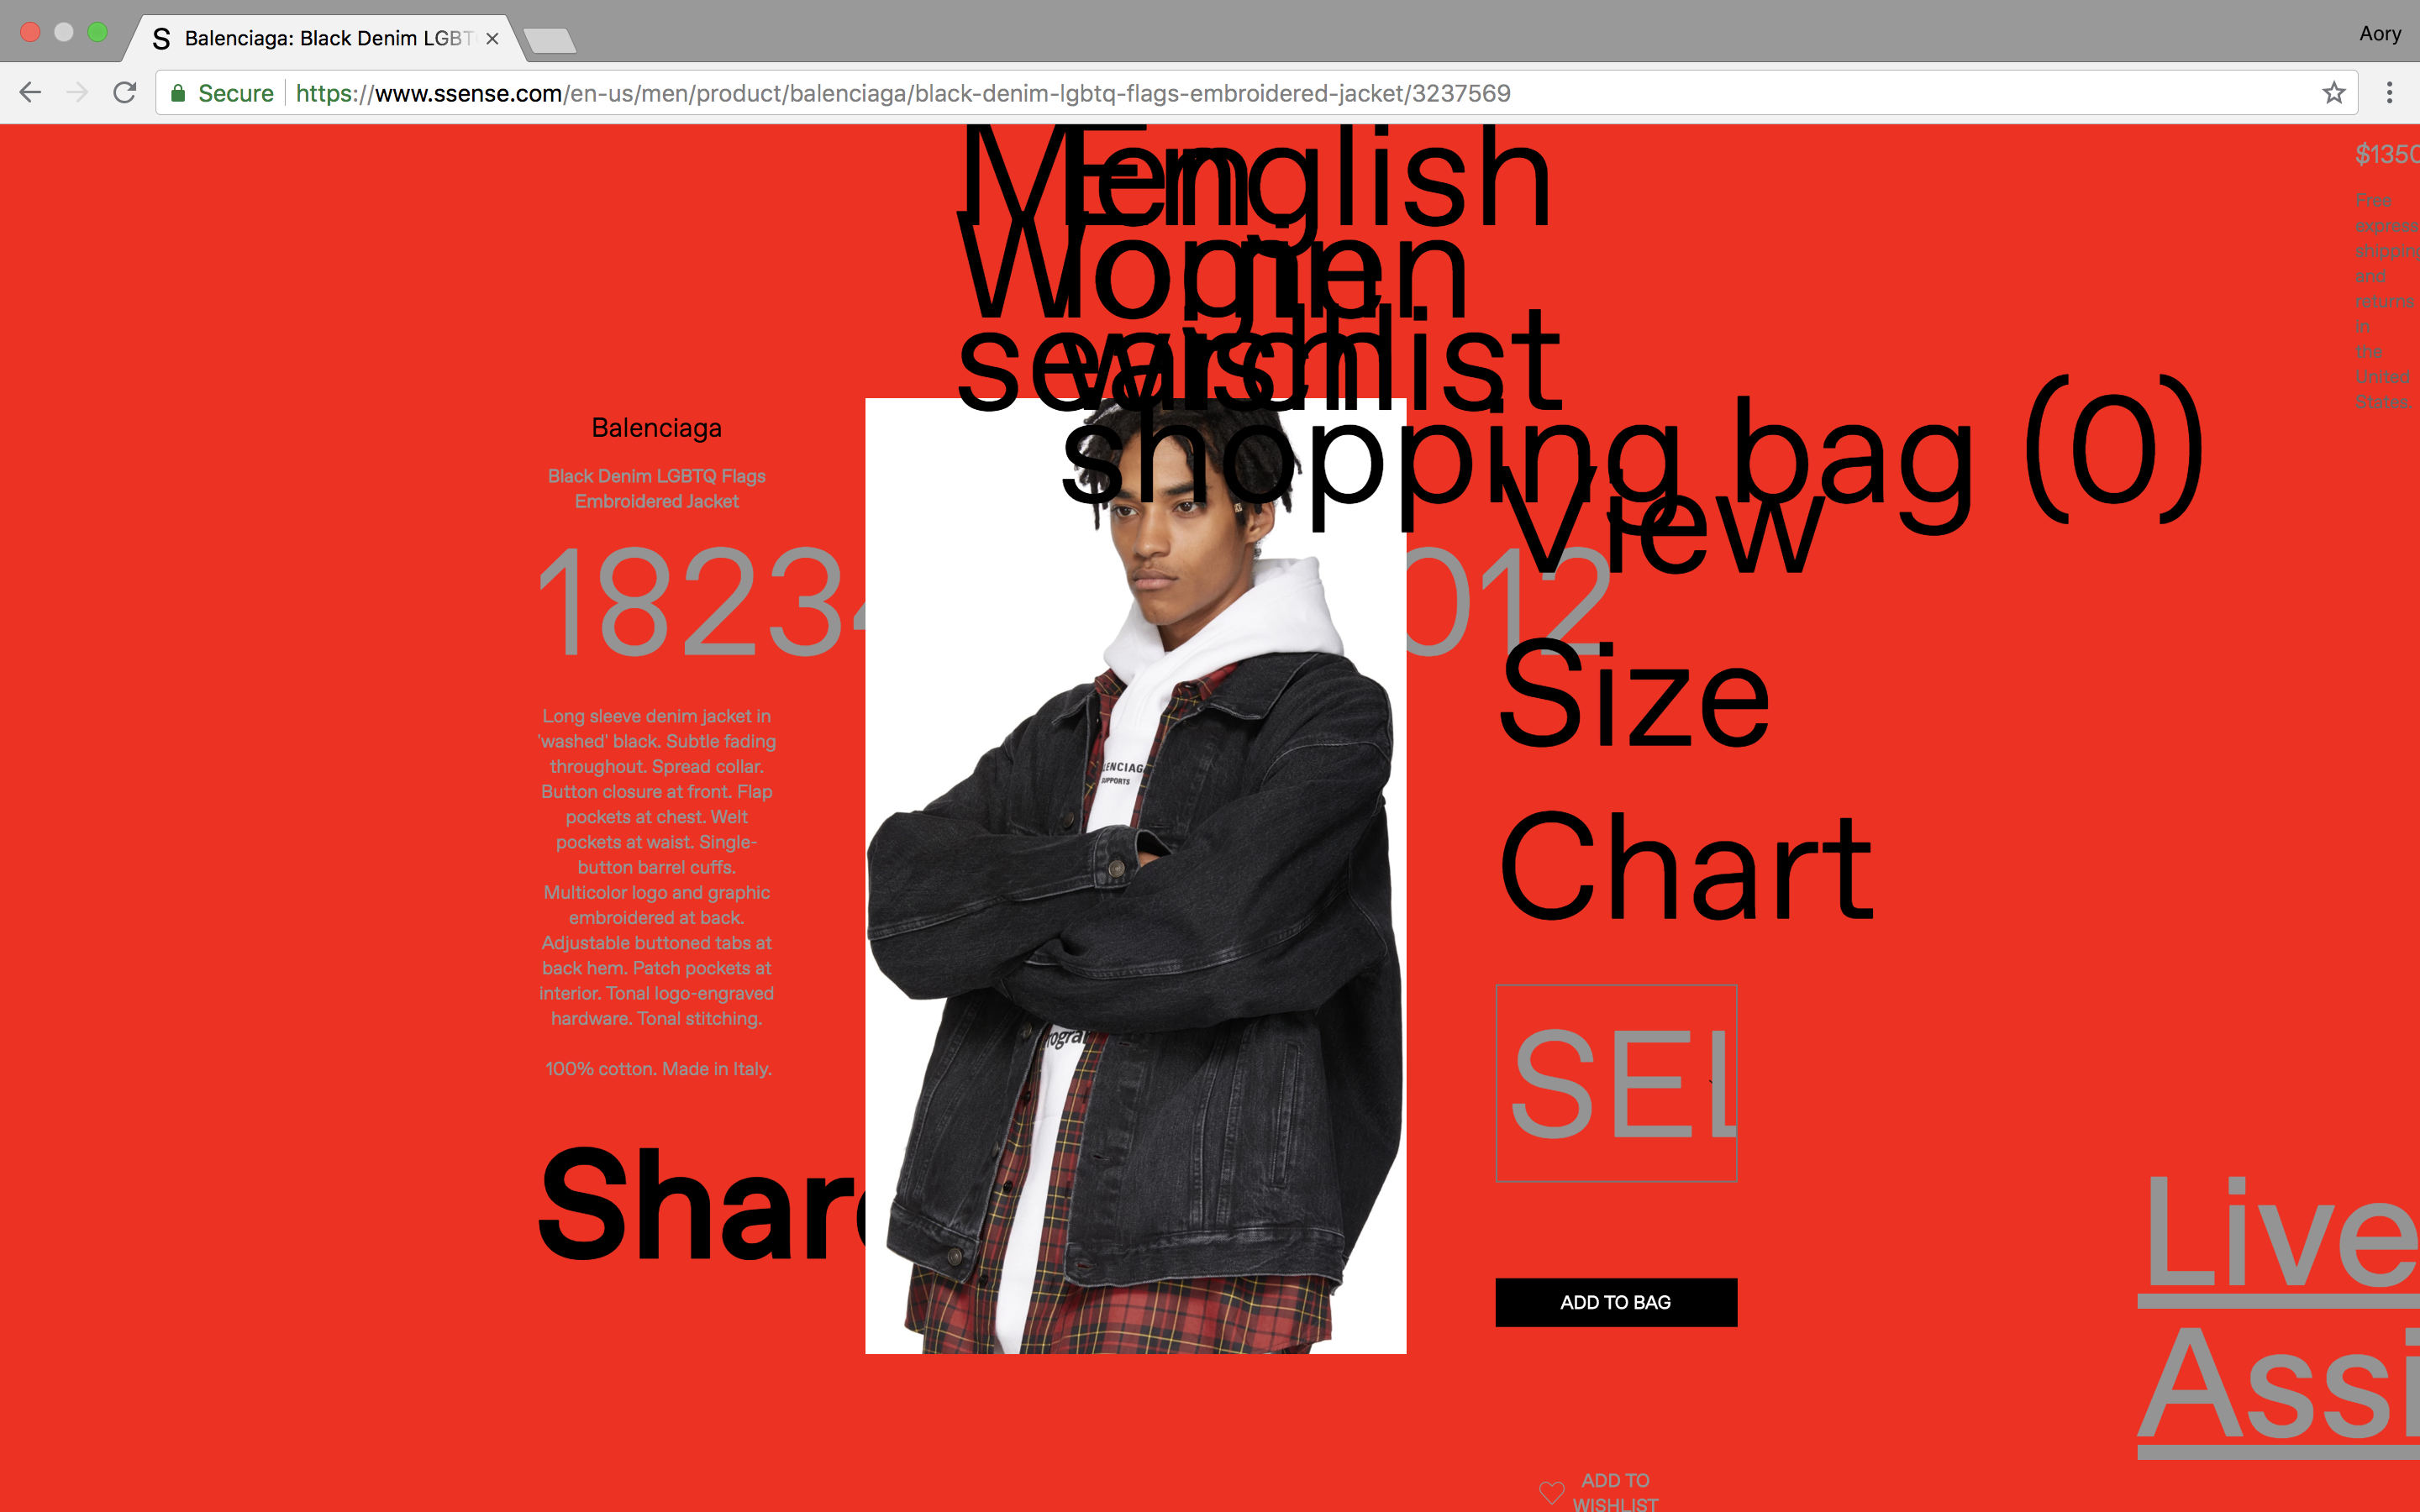 S Balenciaga: Black Denim LGBT
Aory
Secure https://www.ssense.com/en-us/men/product/balenciaga/black-denim-lgbtq-flags-embroidered-jacket/3237569
Men
English
Women
login
search
wishlist
shopping bag (0)
Balenciaga
Black Denim LGBTQ Flags
Embroidered Jacket
18234 012
Long sleeve denim jacket in
'washed' black. Subtle fading
throughout. Spread collar.
Button closure at front. Flap
pockets at chest. Welt
pockets at waist. Single-
button barrel cuffs.
Multicolor logo and graphic
embroidered at back.
Adjustable buttoned tabs at
back hem. Patch pockets at
interior. Tonal logo-engraved
hardware. Tonal stitching.
100% cotton. Made in Italy.
Share
LENCIAGA
SUPPORTS
View
Size
Chart
SEL
ADD TO BAG
ADD TO
WISHLIST
$1350
Free
express
shipping
and
returns
in
the
United
States.
Live
Assi